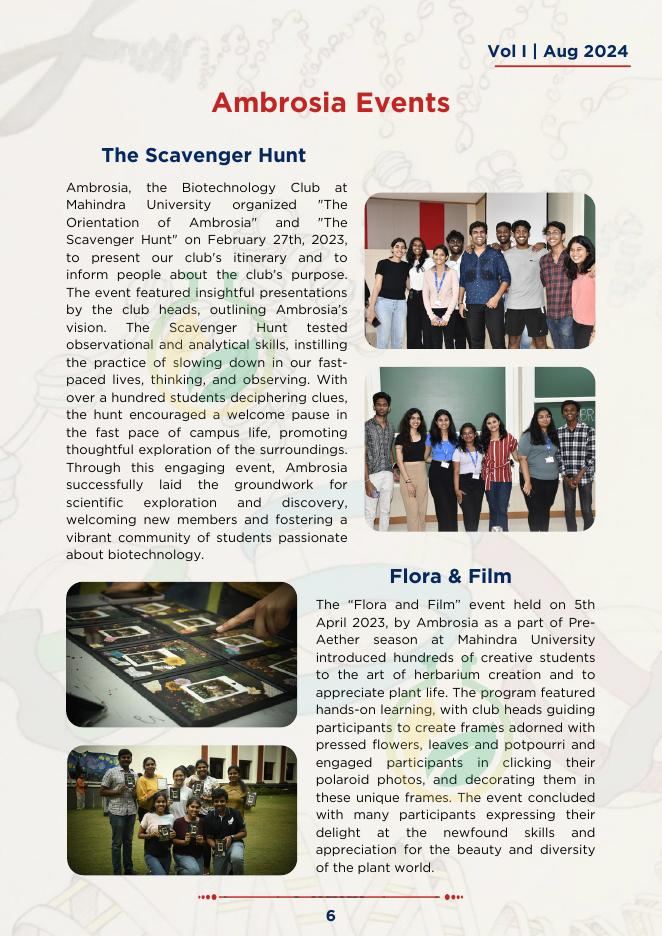 Vol I | Aug 2024
Ambrosia Events
The Scavenger Hunt
Ambrosia, the Biotechnology Club at
Mahindra University organized "The
Orientation of Ambrosia" and "The
Scavenger Hunt" on February 27th, 2023,
to present our club's itinerary and to
inform people about the club's purpose.
The event featured insightful presentations
by the club heads, outlining Ambrosia's
vision. The Scavenger Hunt tested
observational and analytical skills, instilling
the practice of slowing down in our fast-
paced lives, thinking, and observing. With
over a hundred students deciphering clues,
the hunt encouraged a welcome pause in
the fast pace of campus life, promoting
thoughtful exploration of the surroundings.
Through this engaging event, Ambrosia
successfully laid the groundwork for
scientific exploration and discovery,
welcoming new members and fostering a
vibrant community of students passionate
about biotechnology.
Flora & Film
The “Flora and Film” event held on 5th
April 2023, by Ambrosia as a part of Pre-
Aether season at Mahindra University
introduced hundreds of creative students
to the art of herbarium creation and to
appreciate plant life. The program featured
hands-on learning, with club heads guiding
participants to create frames adorned with
pressed flowers, leaves and potpourri and
engaged participants in clicking their
polaroid photos, and decorating them in
these unique frames. The event concluded
with many participants expressing their
delight at the newfound skills and
appreciation for the beauty and diversity
of the plant world.
6